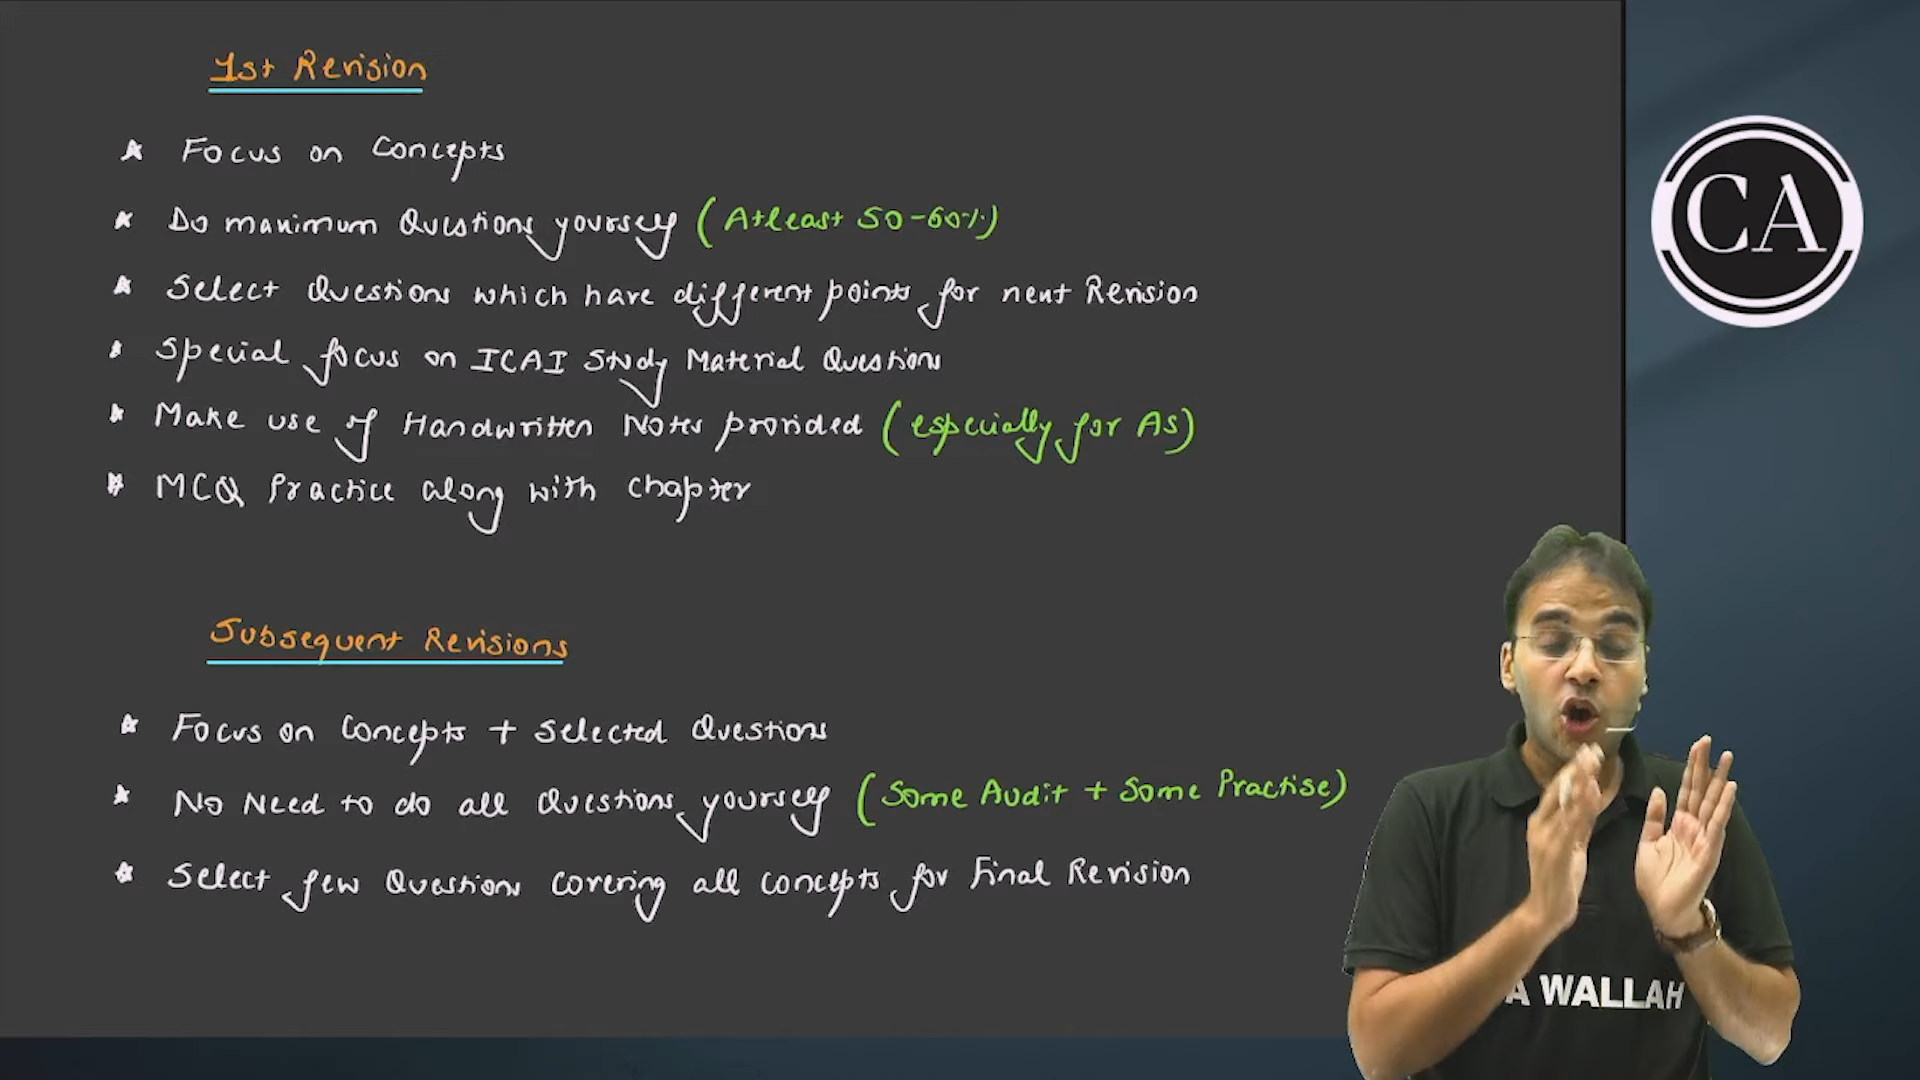 1st Revision
Focus on Concepts
Do maximum Questions yourself (Atleast 50-60%)
Select Questions which have different points for next Revision
Special focus on ICAI Study Material Questions
Make use of Handwritten Notes provided (especially for AS)
MCQ Practice along with chapter
Subsequent Revisions
Focus on Concepts + Selected Questions
No Need to do all Questions yourself (Some Audit + Some Practise)
Select few Questions covering all concepts for Final Revision
CA
A WALLAH